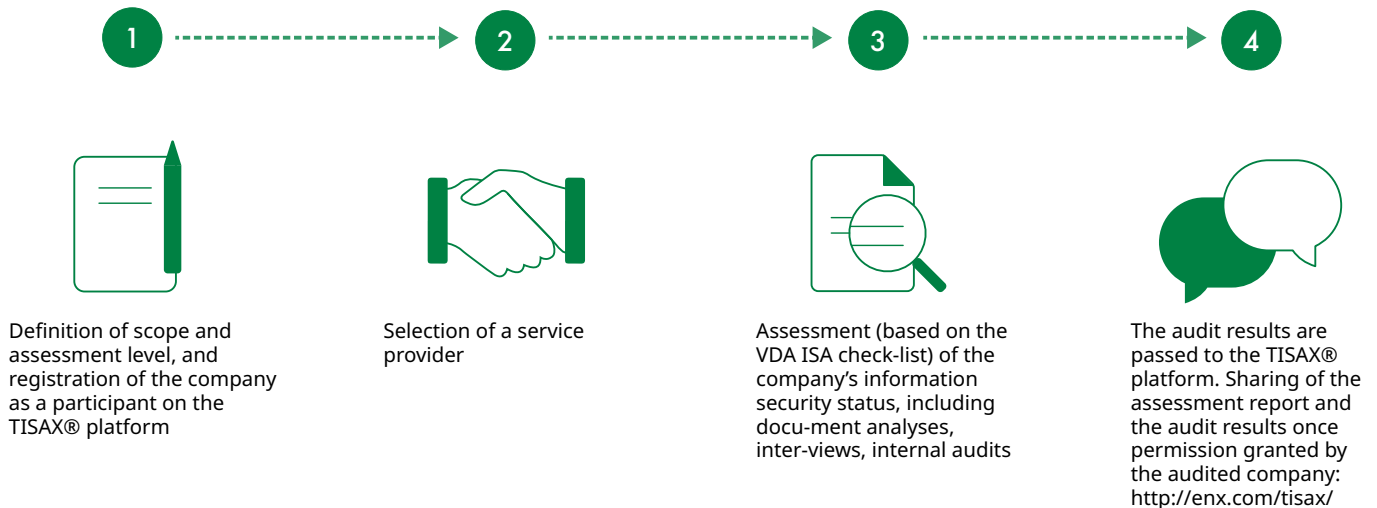 1
2
3
4
Definition of scope and
assessment level, and
registration of the company
as a participant on the
TISAX® platform
Selection of a service
provider
Assessment (based on the
VDA ISA check-list) of the
company’s information
security status, including
docu-ment analyses,
inter-views, internal audits
The audit results are
passed to the TISAX®
platform. Sharing of the
assessment report and
the audit results once
permission granted by
the audited company:
http://enx.com/tisax/